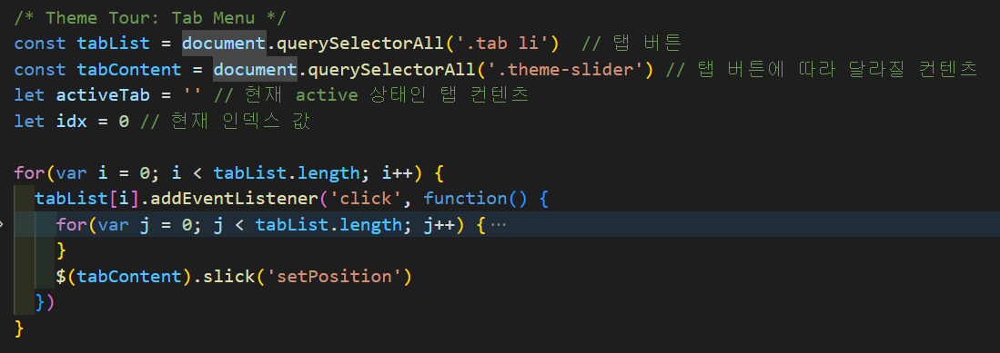 /* Theme Tour: Tab Menu */
const tabList = document.querySelectorAll('.tab li')  // 탭 버튼
const tabContent = document.querySelectorAll('.theme-slider') // 탭 버튼에 따라 달라질 컨텐츠
let activeTab = '' // 현재 active 상태인 탭 컨텐츠
let idx = 0 // 현재 인덱스 값

for(var i = 0; i < tabList.length; i++) {
  tabList[i].addEventListener('click', function() {
    for(var j = 0; j < tabList.length; j++) {⋯
    }
    $(tabContent).slick('setPosition')
  })
}